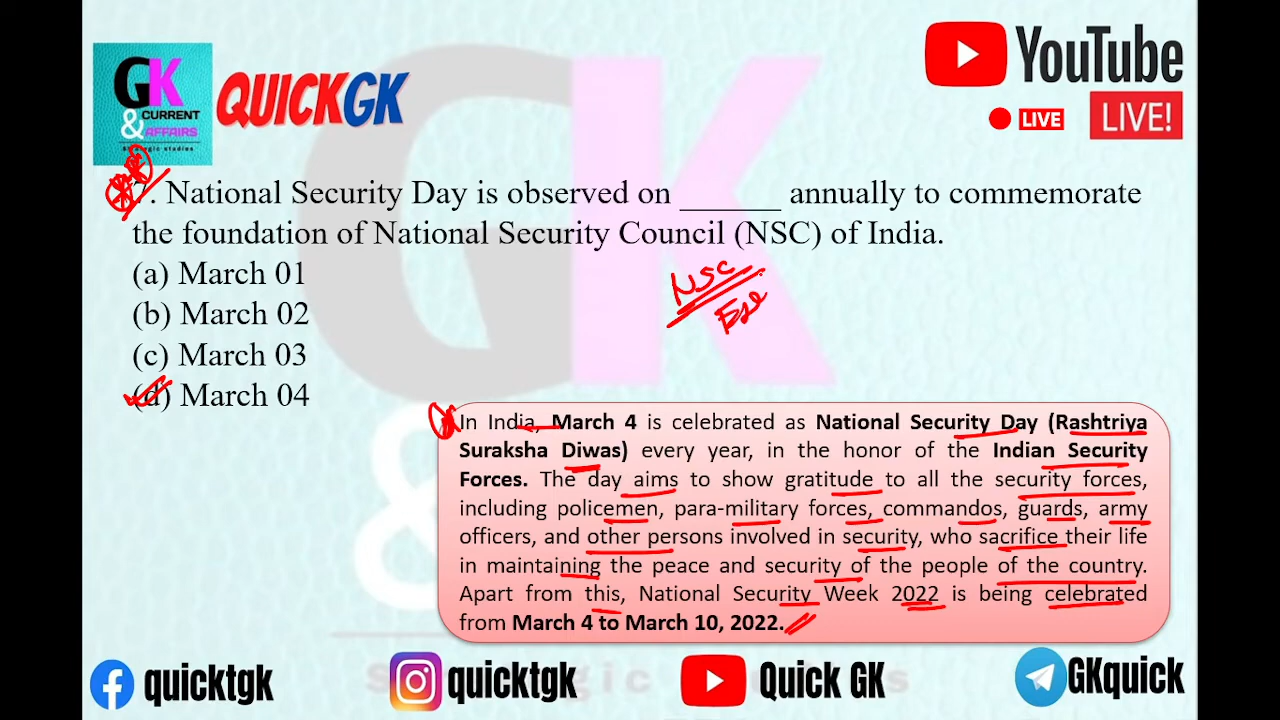 GK
CURRENT
& AFFAIRS
Strategic studies
QUICKGK
YouTube
LIVE
LIVE!
7. National Security Day is observed on ______ annually to commemorate
the foundation of National Security Council (NSC) of India.
(a) March 01
(b) March 02
(c) March 03
(d) March 04
NSC
In India, March 4 is celebrated as National Security Day (Rashtriya
Suraksha Diwas) every year, in the honor of the Indian Security
Forces. The day aims to show gratitude to all the security forces,
including policemen, para-military forces, commandos, guards, army
officers, and other persons involved in security, who sacrifice their life
in maintaining the peace and security of the people of the country.
Apart from this, National Security Week 2022 is being celebrated
from March 4 to March 10, 2022.
quicktgk
quicktgk
Quick GK
GKquick